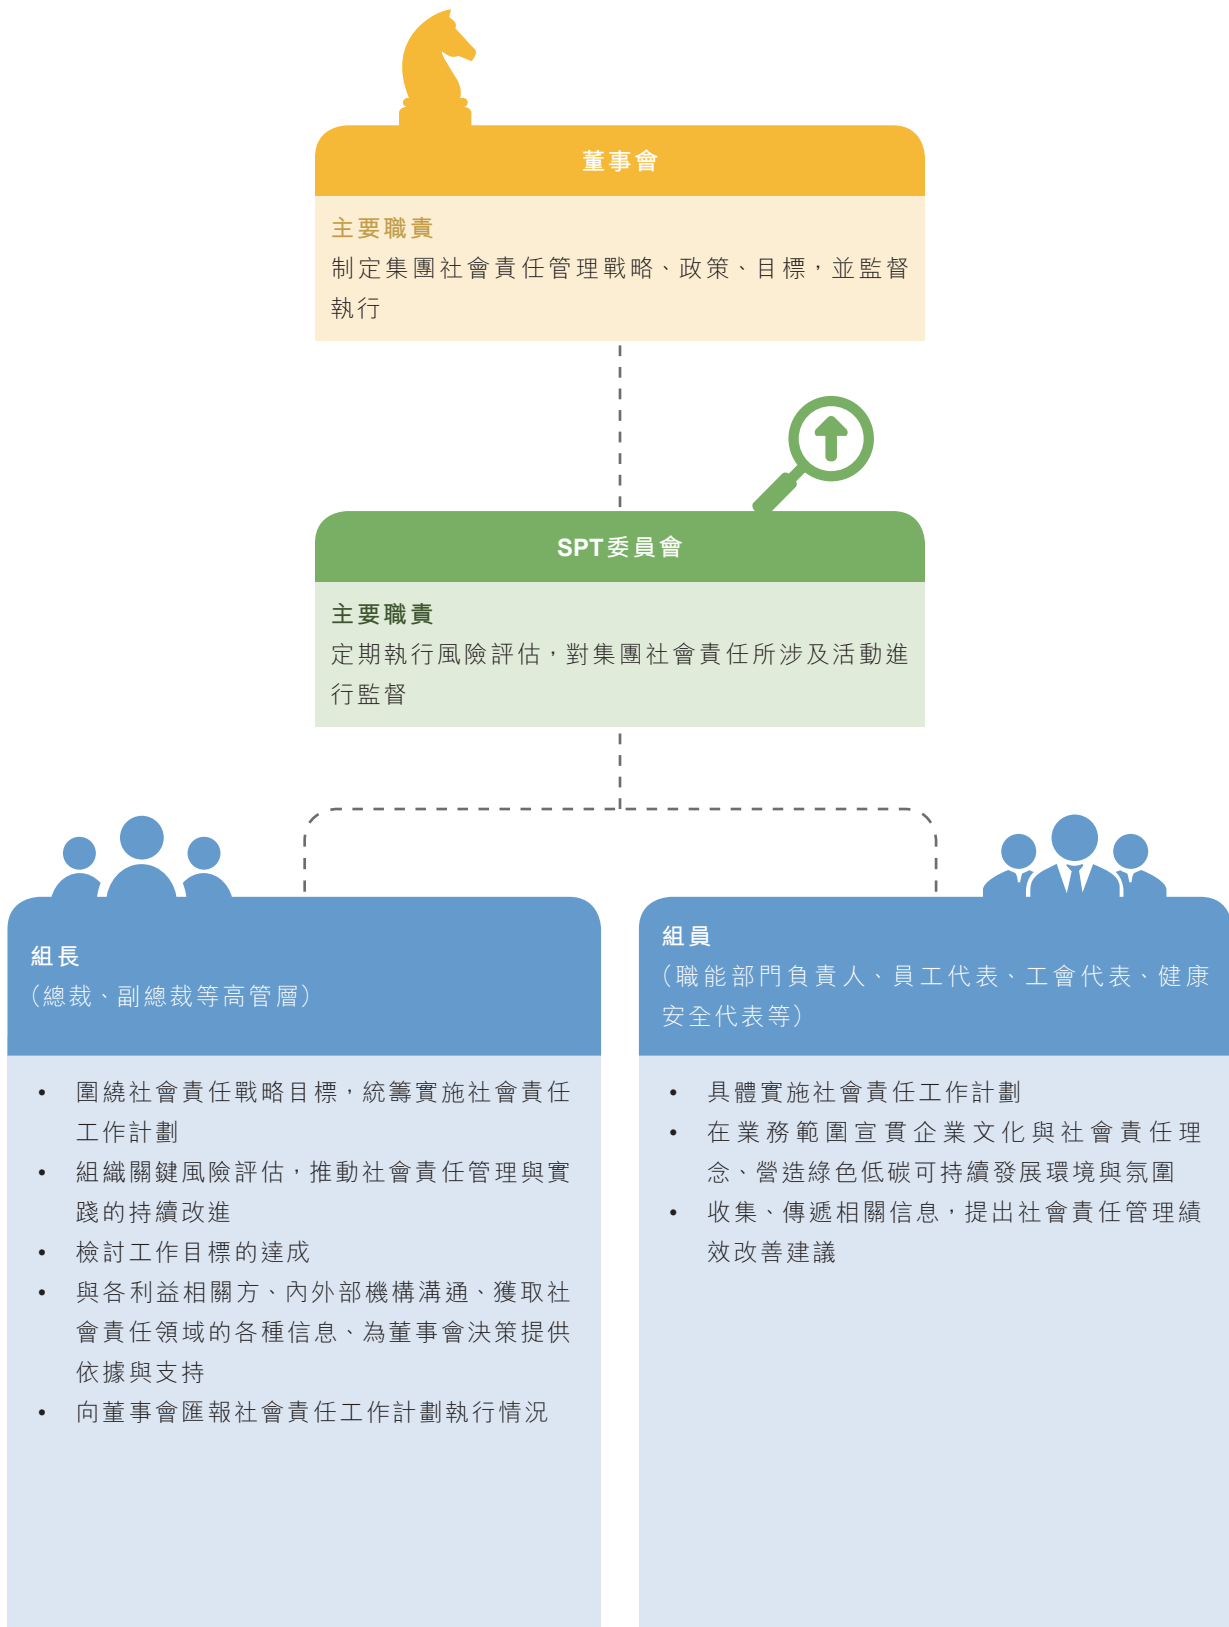 董事會
主要職責
制定集團社會責任管理戰略、政策、目標，並監督
執行
SPT委員會
主要職責
定期執行風險評估，對集團社會責任所涉及活動進
行監督
組長
（總裁、副總裁等高管層）
• 圍繞社會責任戰略目標，統籌實施社會責任
工作計劃
• 組織關鍵風險評估，推動社會責任管理與實
踐的持續改進
• 檢討工作目標的達成
• 與各利益相關方、內外部機構溝通、獲取社
會責任領域的各種信息、為董事會決策提供
依據與支持
• 向董事會匯報社會責任工作計劃執行情況
組員
（職能部門負責人、員工代表、工會代表、健康
安全代表等）
• 具體實施社會責任工作計劃
• 在業務範圍宣貫企業文化與社會責任理
念、營造綠色低碳可持續發展環境與氛圍
• 收集、傳遞相關信息，提出社會責任管理績
效改善建議